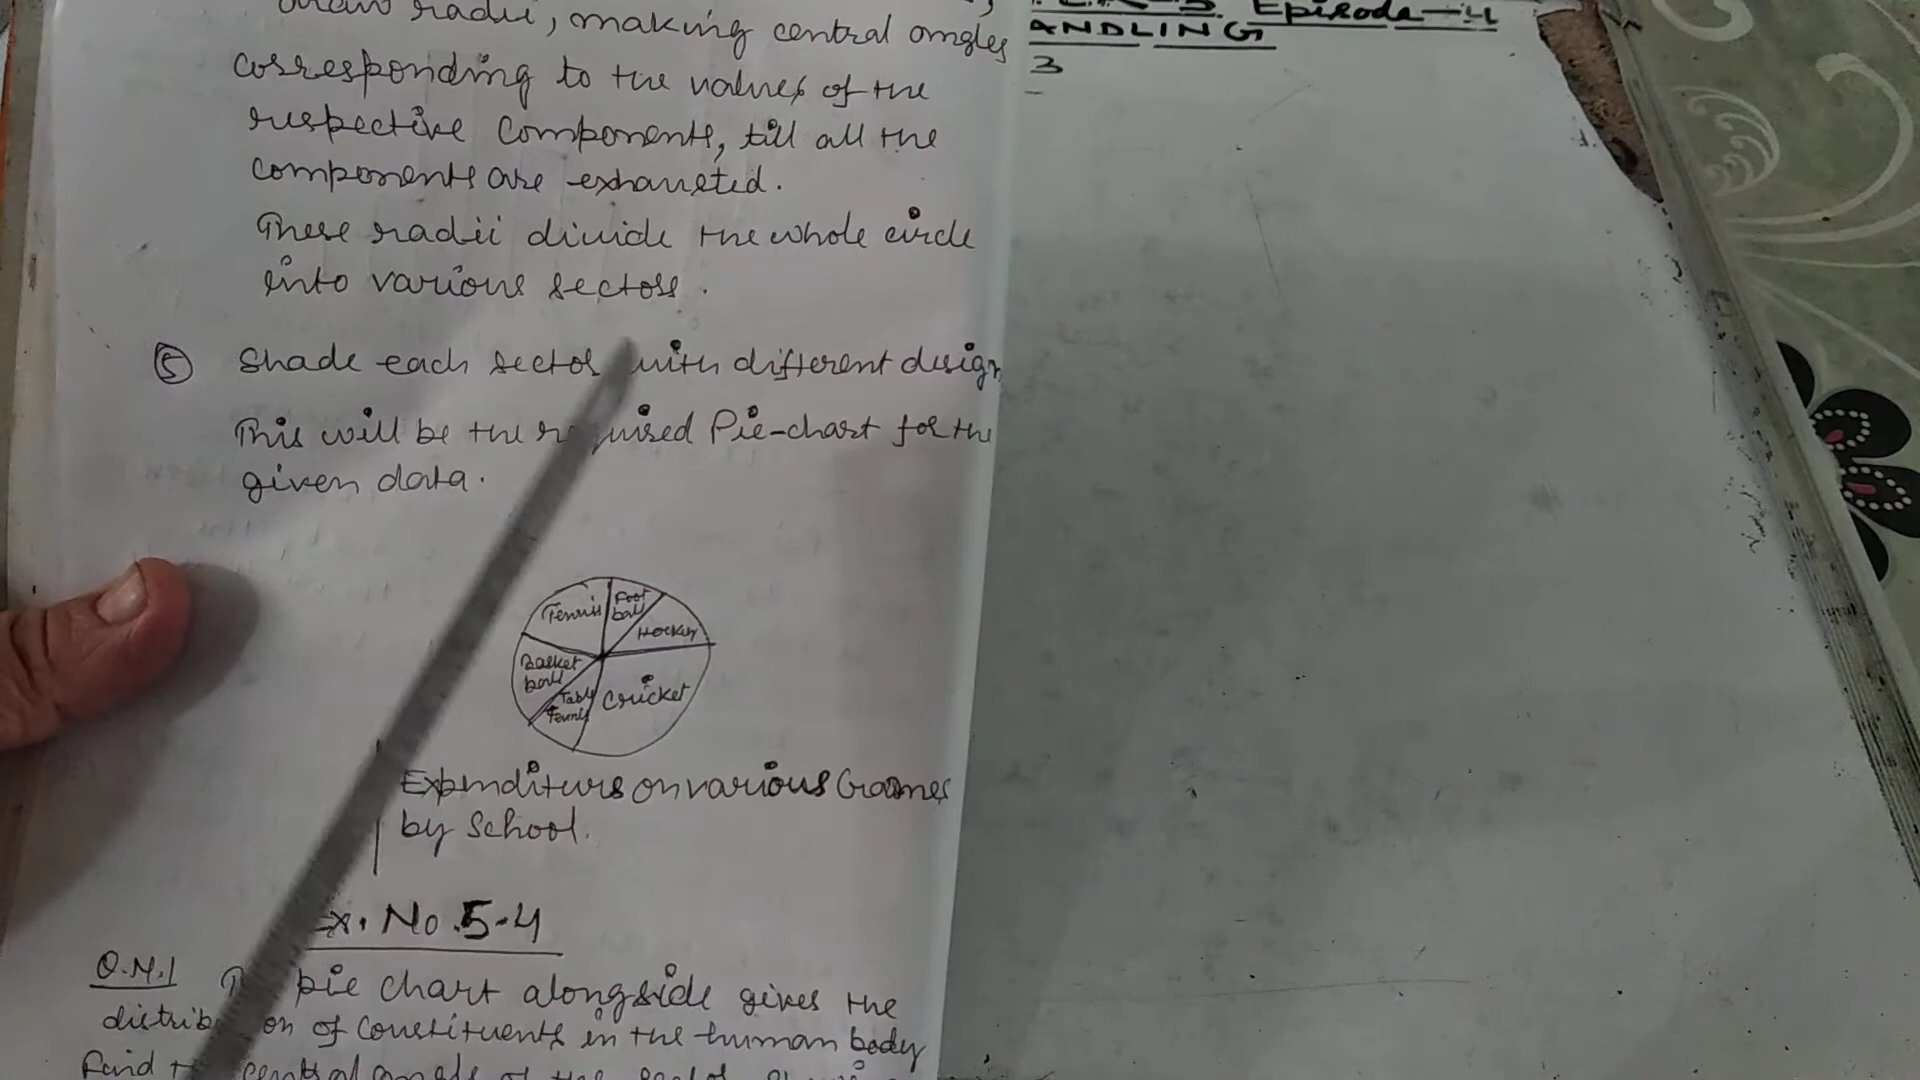 draw radii, making central angles
corresponding to the values of the
respective components, till all the
components are exhausted.
These radii divide the whole circle
into various sectors.
5 Shade each sector with different design
This will be the required Pie-chart for the
given data.
Tennis
Foot
ball
Hockey
Basket
ball
Table
Tennis
Cricket
Expenditure on various Games
by School.
Ex. No. 5.4
Q.N.1 pie chart alongside gives the
of constituents in the human body
Episode-4
ANDLING
3